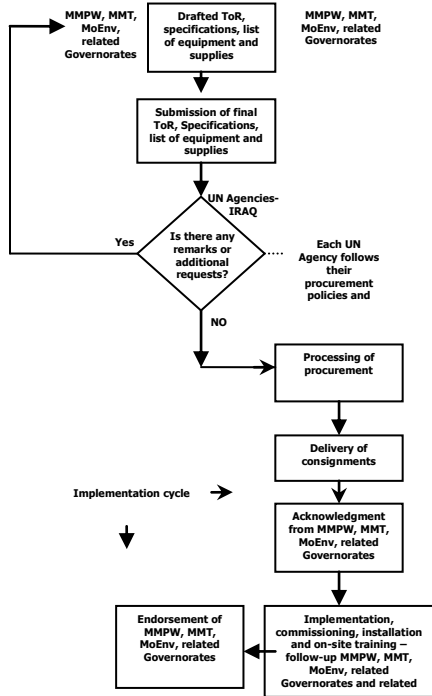 MMPW, MMT,
MoEnv,
related
Governorates
Drafted ToR,
specifications, list
of equipment and
supplies
MMPW, MMT,
MoEnv, related
Governorates
Submission of final
ToR, Specifications,
list of equipment and
supplies
UN Agencies-
IRAQ
Is there any
remarks or
additional
requests?
Yes
Each UN
Agency follows
their
procurement
policies and
NO
Processing of
procurement
Delivery of
consignments
Implementation cycle
Acknowledgment
from MMPW, MMT,
MoEnv, related
Governorates
Endorsement of
MMPW, MMT,
MoEnv, related
Governorates
Implementation,
commissioning, installation
and on-site training –
follow-up MMPW, MMT,
MoEnv, related
Governorates and related